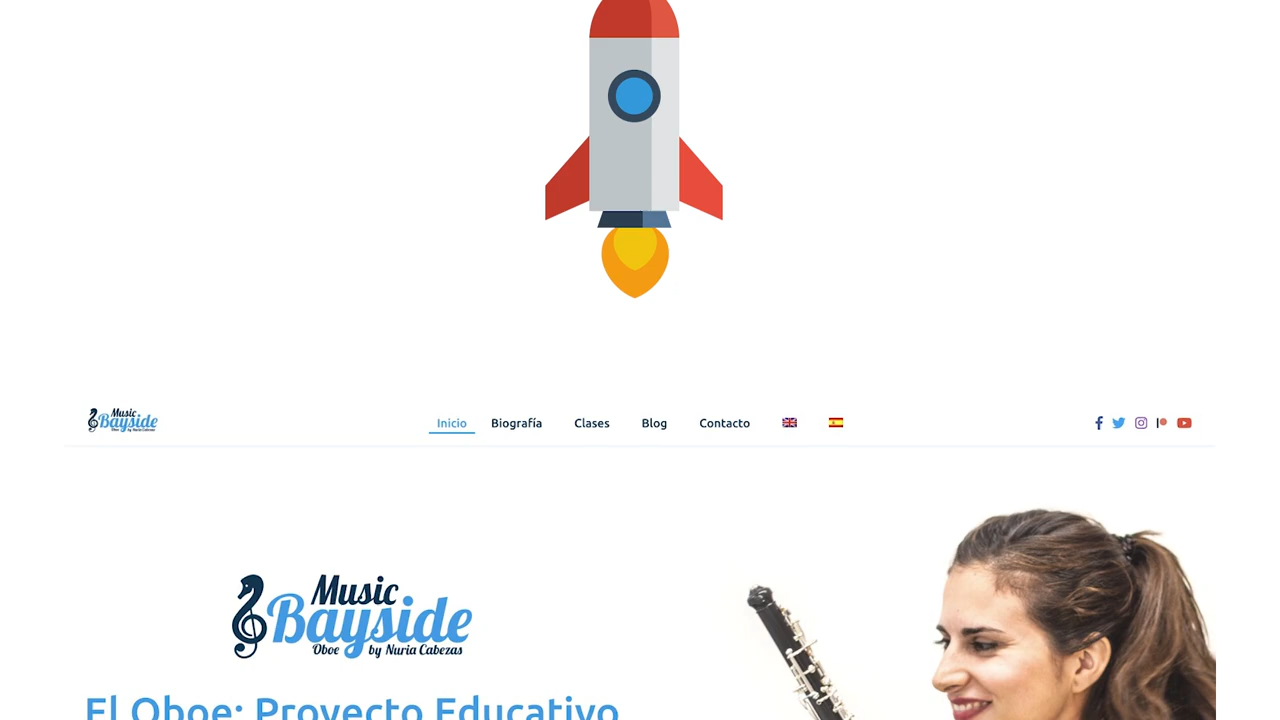 Music
Bayside
Oboe by Nuria Cabezas
Inicio Biografía Clases Blog Contacto
Music
Bayside
Oboe by Nuria Cabezas
El Oboe: Proyecto Educativo